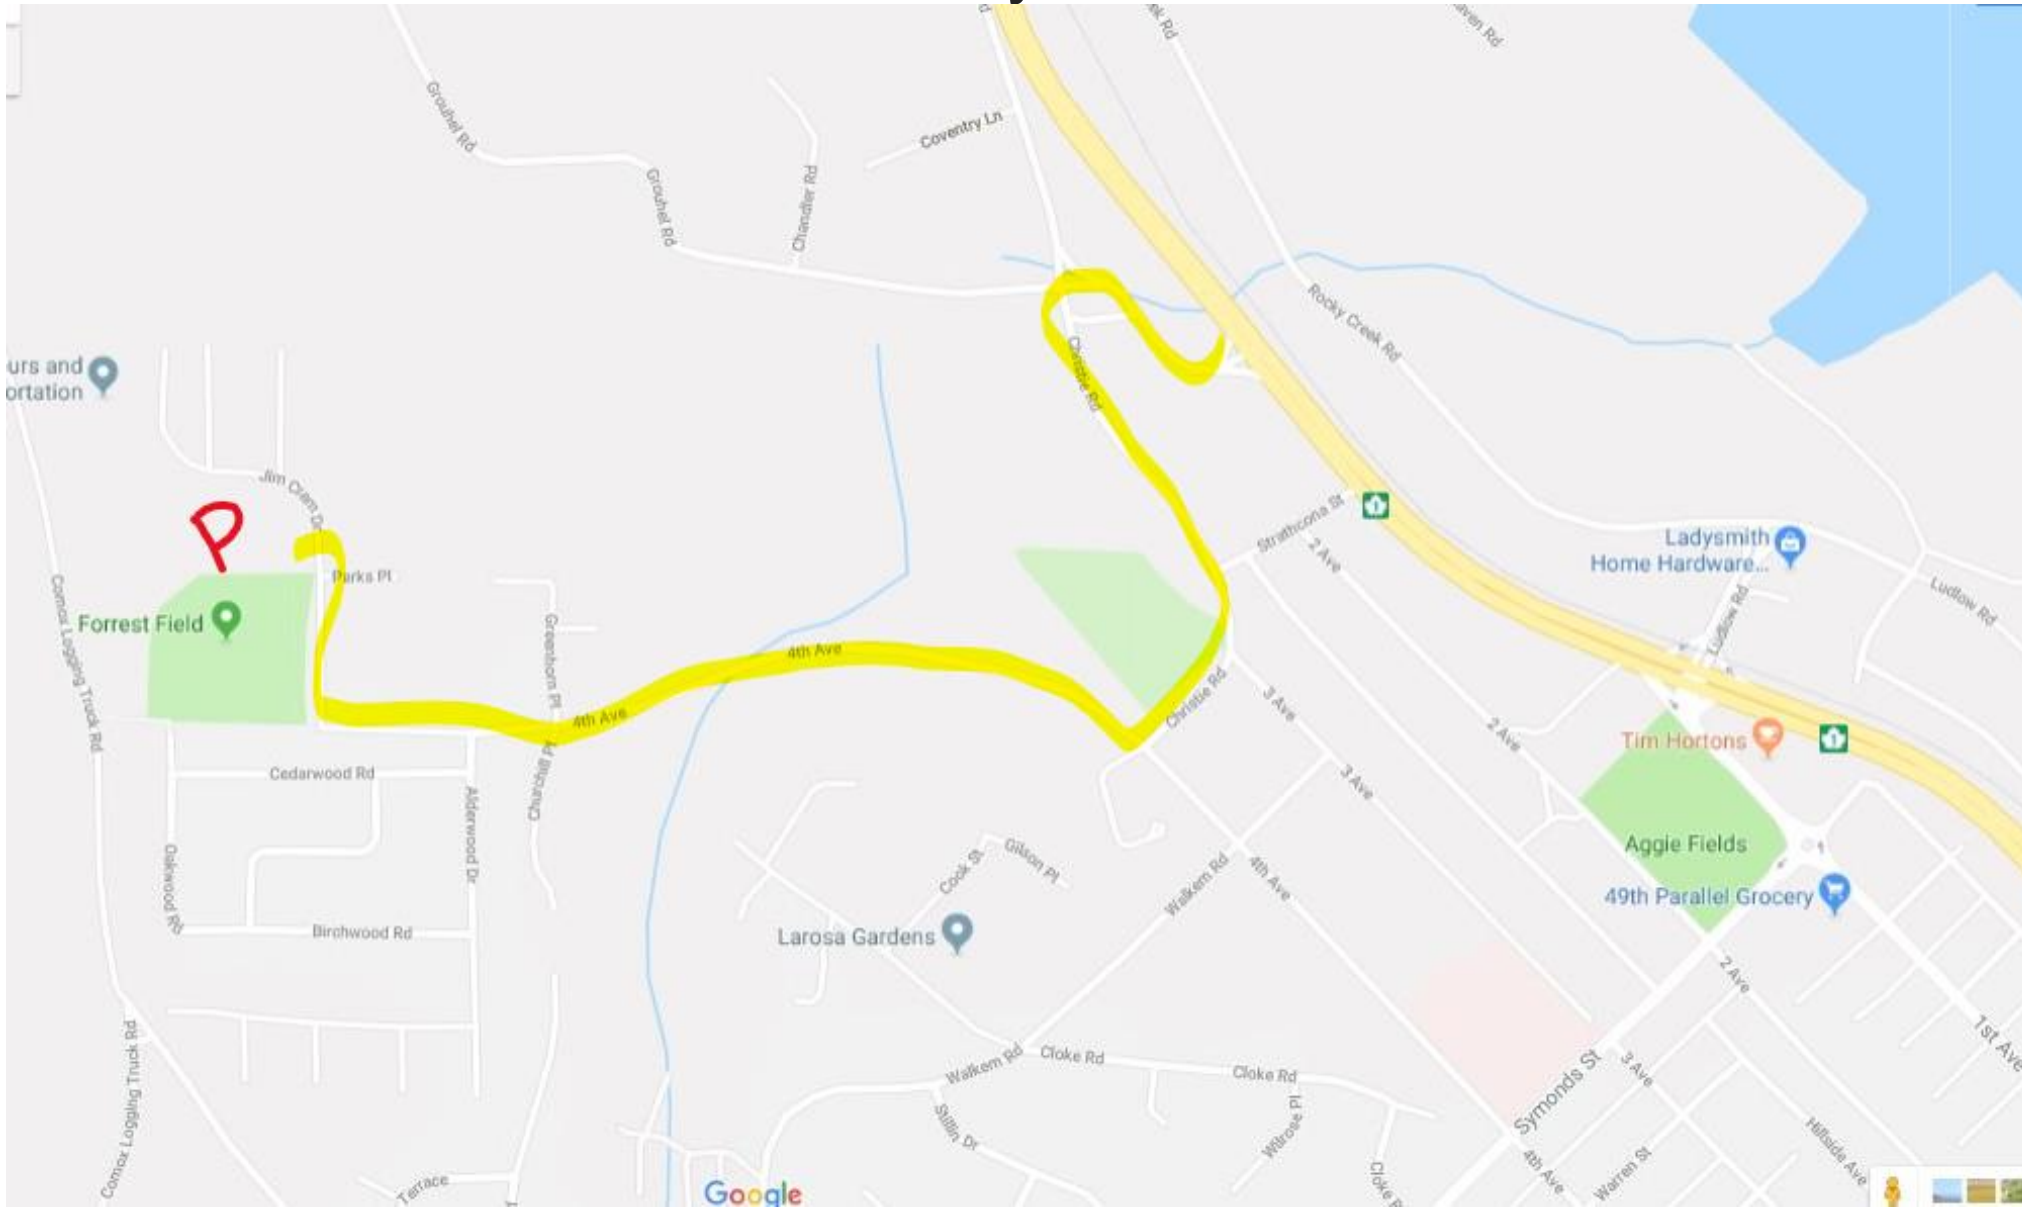 Grouhel Rd
Coventry Ln
Grouhel Rd
Chandler Rd
Rocky Creek Rd
Christie Rd
urs and
ortation
Jim Cram Dr
P
Strathcona St
1
2 Ave
Ladysmith
Home Hardware...
Parks Pl
Ludlow Rd
Ludlow Rd
Forrest Field
Comox Logging Truck Rd
Greenhorn Pl
4th Ave
4th Ave
Christie Rd
3 Ave
2 Ave
Tim Hortons
1
Cedarwood Rd
Churchill Pl
Alderwood Dr
3 Ave
Aggie Fields
Oakwood Rd
Cook St
Gilson Pl
Walkem Rd
4th Ave
49th Parallel Grocery
Birchwood Rd
Larosa Gardens
2 Ave
1st Ave
Comox Logging Truck Rd
Walkem Rd
Cloke Rd
Cloke Rd
Symonds St
3 Ave
Stillin Dr
Wilrose Pl
Hillside Ave
Terrace
Google
Cloke R
4th Ave
Warren St